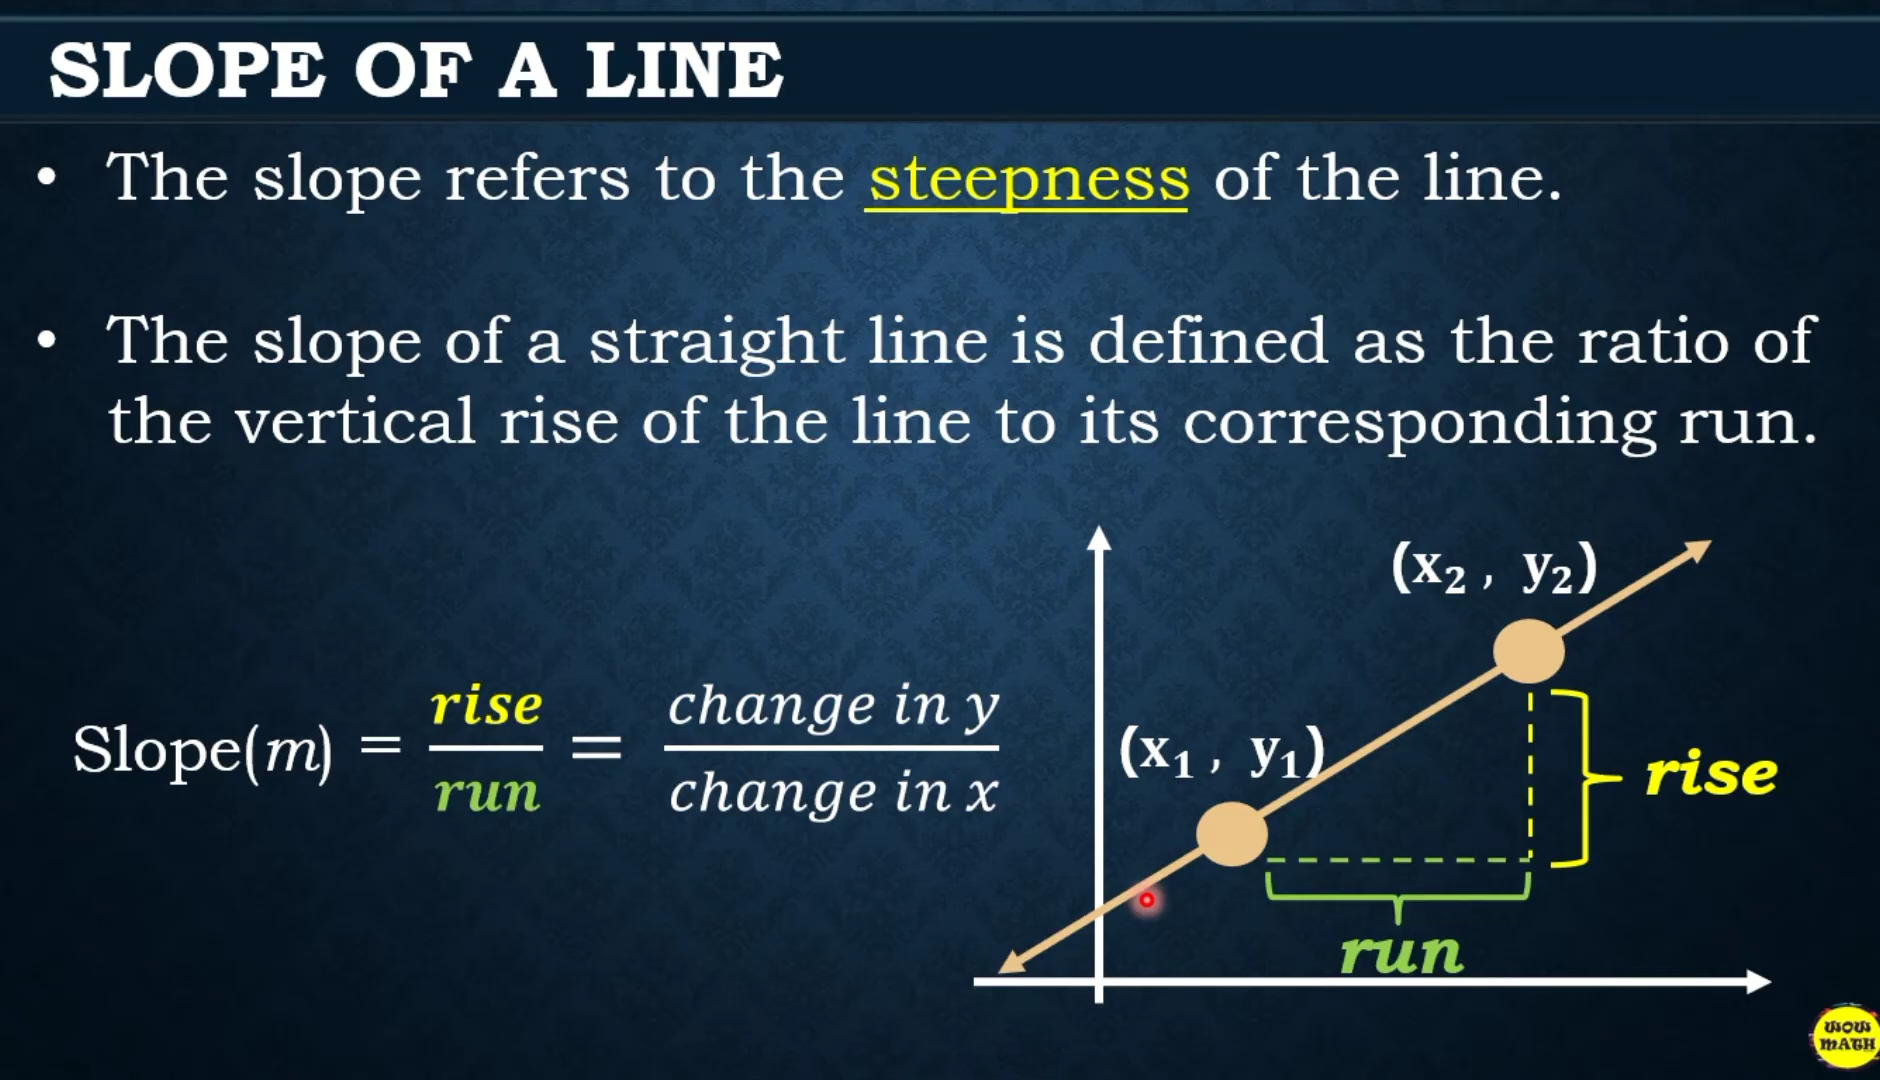 SLOPE OF A LINE
• The slope refers to the steepness of the line.
• The slope of a straight line is defined as the ratio of
the vertical rise of the line to its corresponding run.
(x₂ , y₂)
Slope(m) = rise/run = change in y/change in x
(x₁ , y₁)
rise
run
WOW
MATH